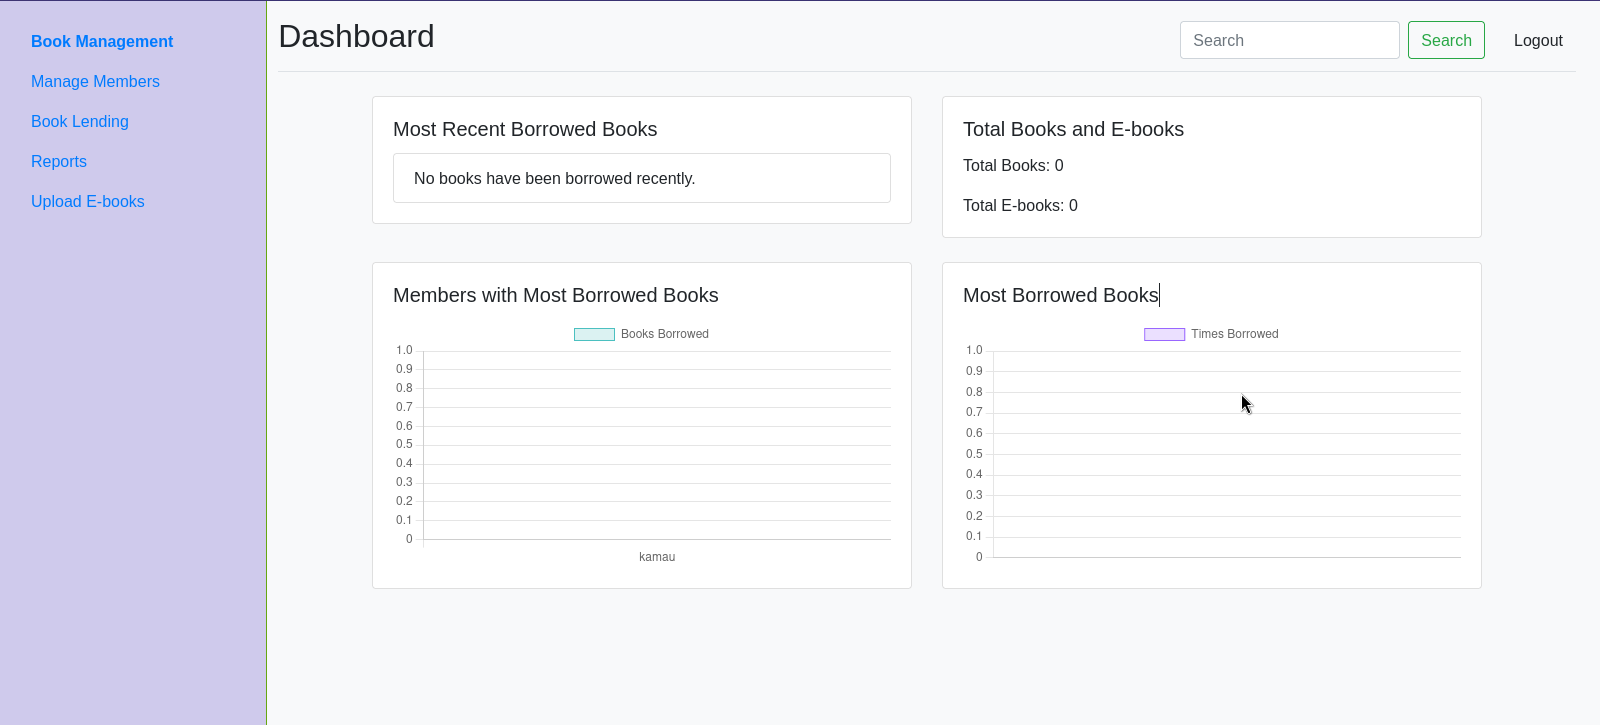 Book Management
Manage Members
Book Lending
Reports
Upload E-books
Dashboard
Search
Search
Logout
Most Recent Borrowed Books
No books have been borrowed recently.
Total Books and E-books
Total Books: 0
Total E-books: 0
Members with Most Borrowed Books
Books Borrowed
1.0
0.9
0.8
0.7
0.6
0.5
0.4
0.3
0.2
0.1
0
kamau
Most Borrowed Books
Times Borrowed
1.0
0.9
0.8
0.7
0.6
0.5
0.4
0.3
0.2
0.1
0